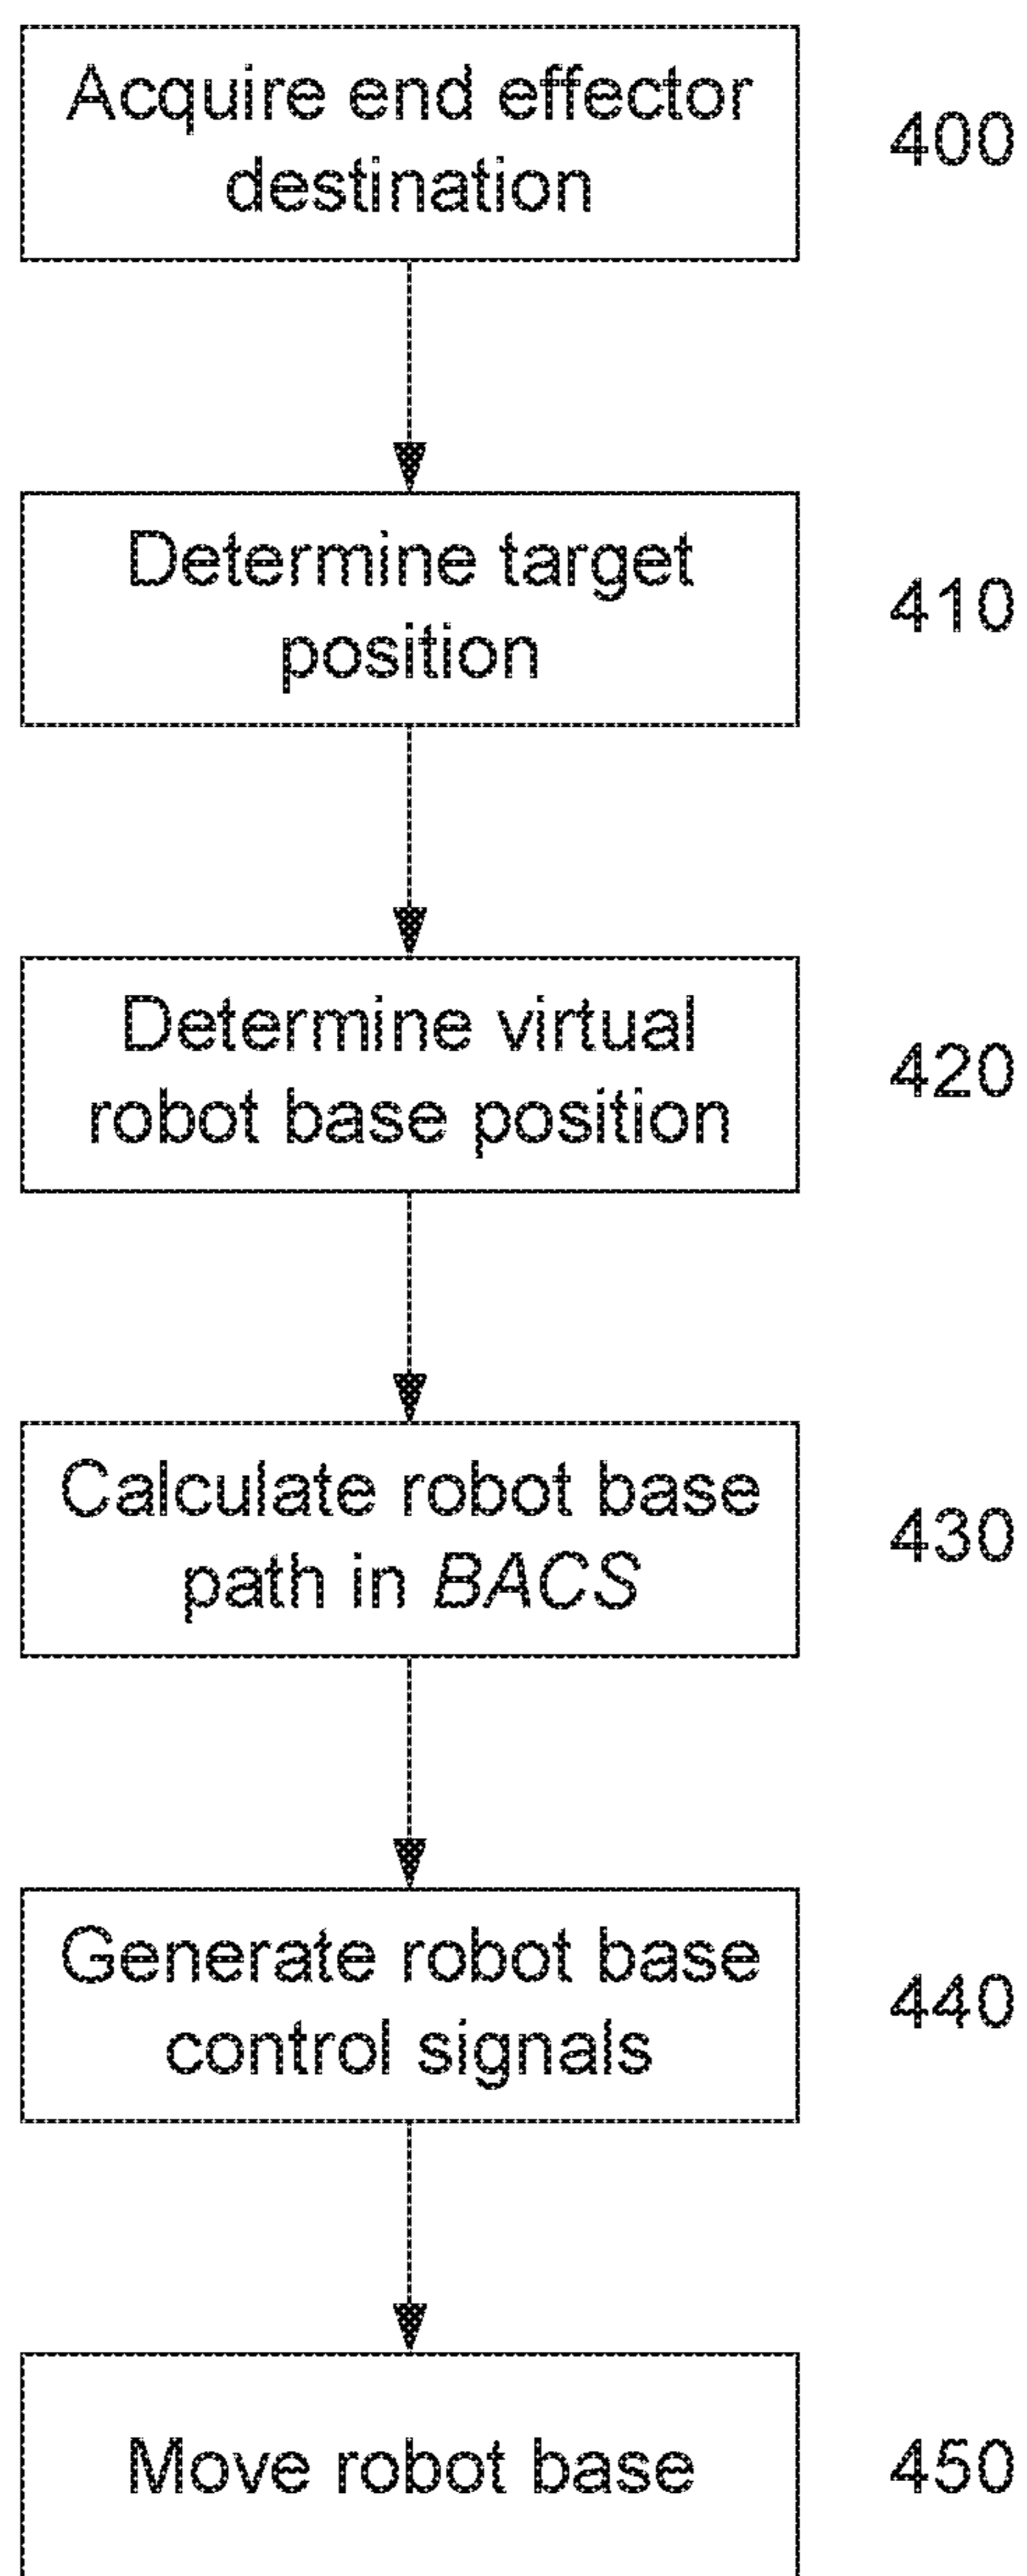 Acquire end effector
destination
400
Determine target
position
410
Determine virtual
robot base position
420
Calculate robot base
path in BACS
430
Generate robot base
control signals
440
Move robot base
450